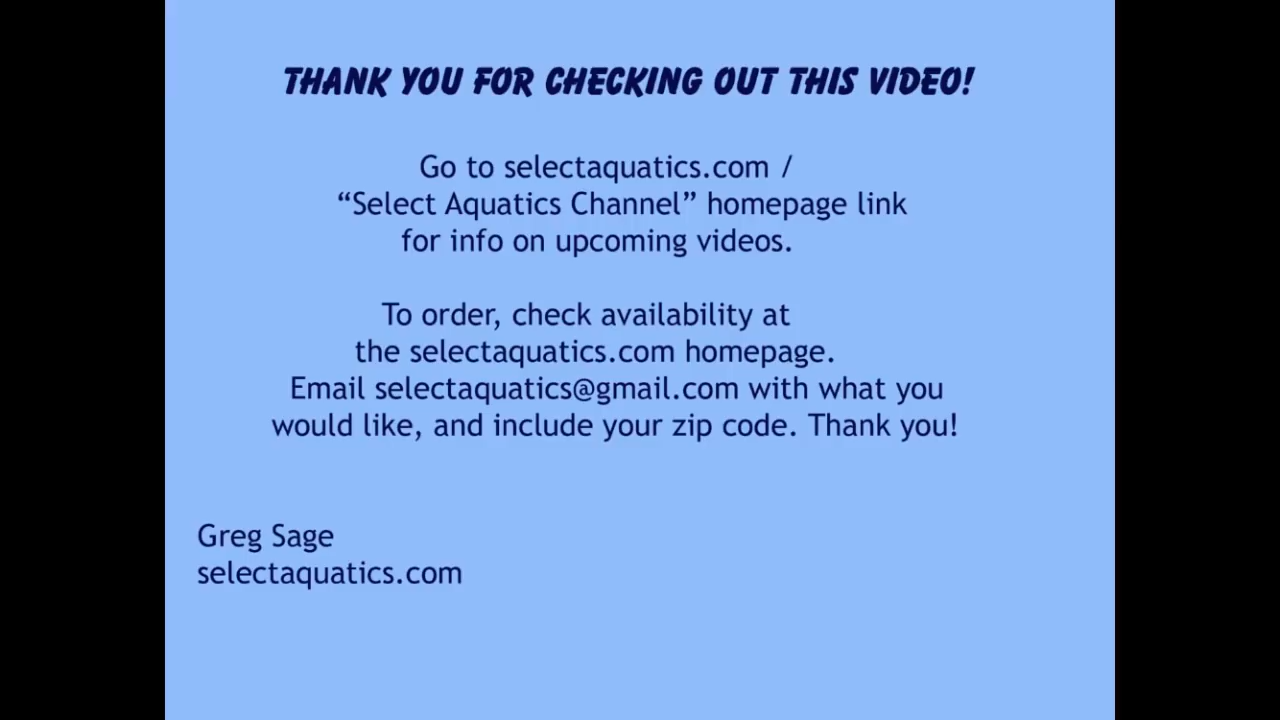 THANK YOU FOR CHECKING OUT THIS VIDEO!
Go to selectaquatics.com /
“Select Aquatics Channel” homepage link
for info on upcoming videos.
To order, check availability at
the selectaquatics.com homepage.
Email selectaquatics@gmail.com with what you
would like, and include your zip code. Thank you!
Greg Sage
selectaquatics.com